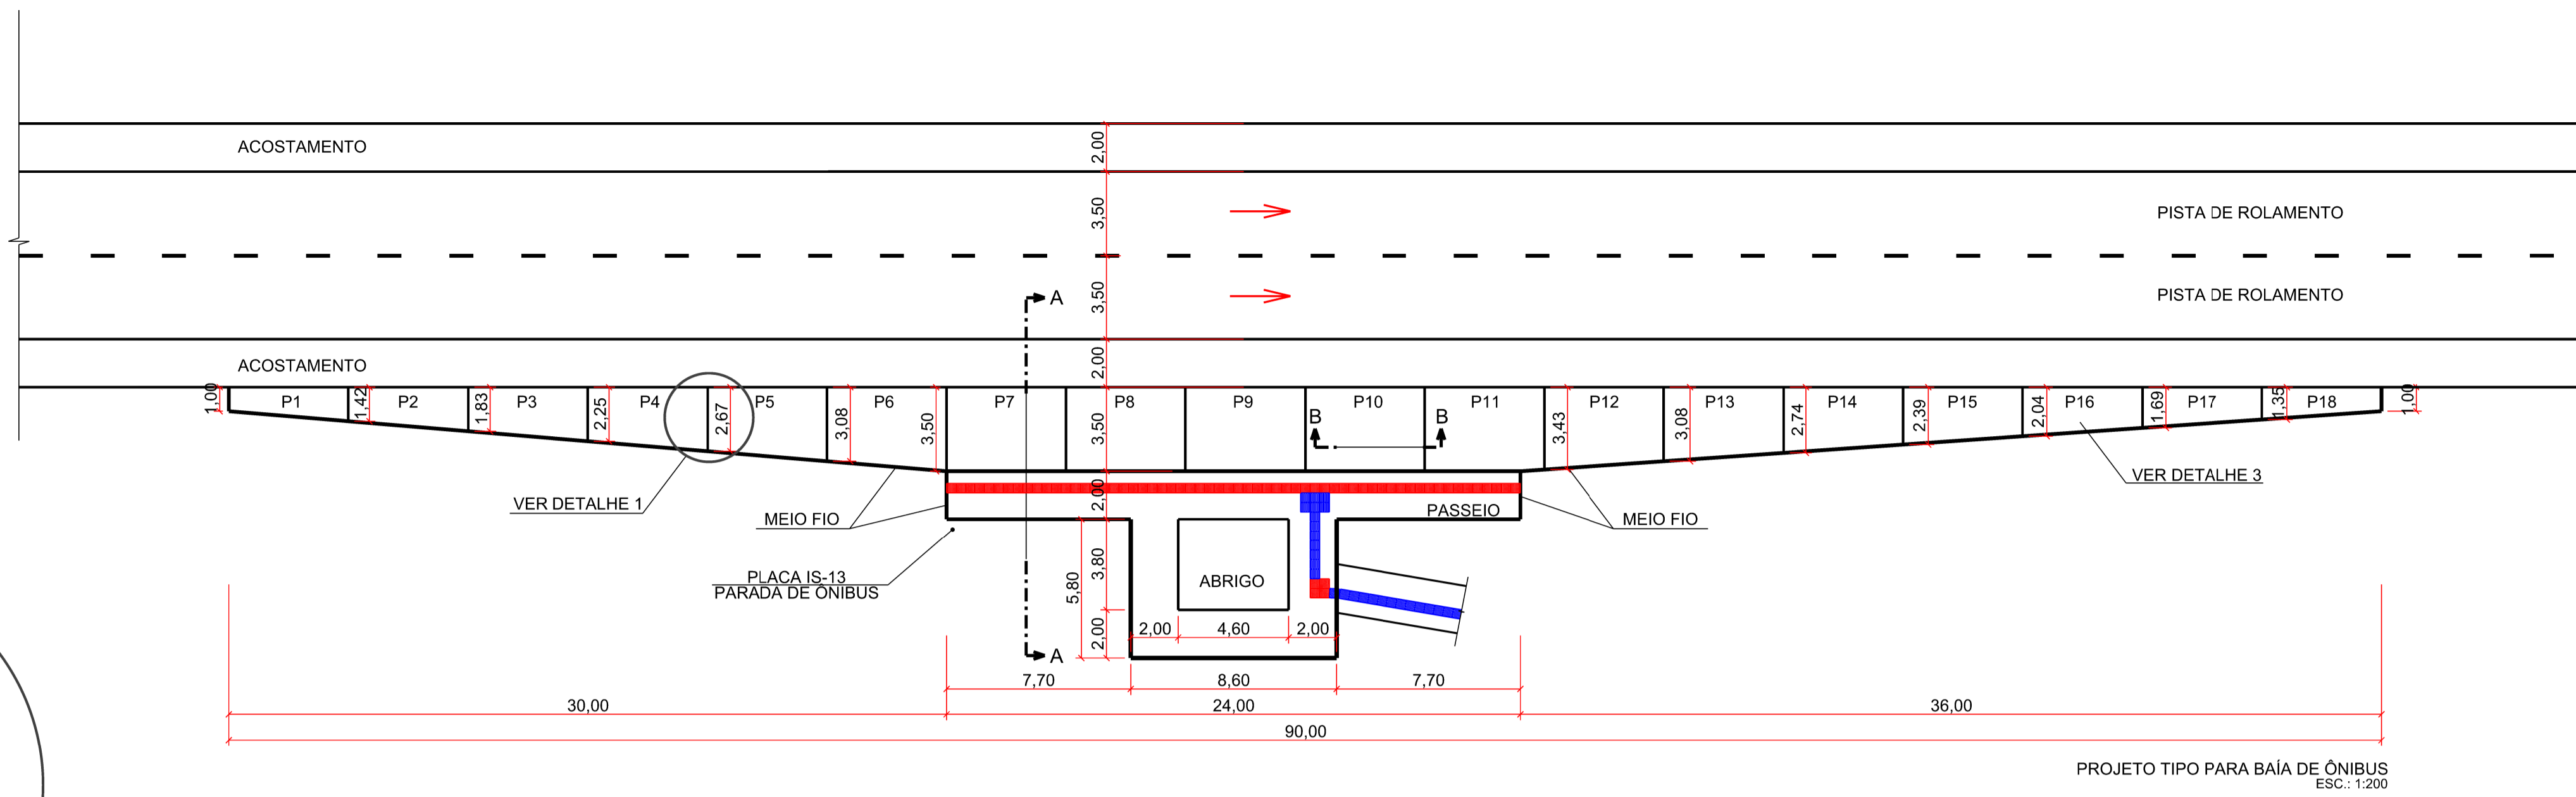 ACOSTAMENTO
2,00
3,50
PISTA DE ROLAMENTO
3,50
A
PISTA DE ROLAMENTO
ACOSTAMENTO
2,00
1,00
P1
1,42
P2
1,83
P3
2,25
P4
2,67
P5
3,08
P6
3,50
P7
3,50
P8
P9
P10
P11
B
B
3,43
P12
3,08
P13
2,74
P14
2,39
P15
2,04
P16
1,69
P17
1,35
P18
1,00
VER DETALHE 1
MEIO FIO
2,00
PASSEIO
MEIO FIO
VER DETALHE 3
PLACA IS-13
PARADA DE ÔNIBUS
5,80
3,80
ABRIGO
2,00
2,00
4,60
2,00
A
7,70
8,60
7,70
30,00
24,00
36,00
90,00
PROJETO TIPO PARA BAÍA DE ÔNIBUS
ESC.: 1:200